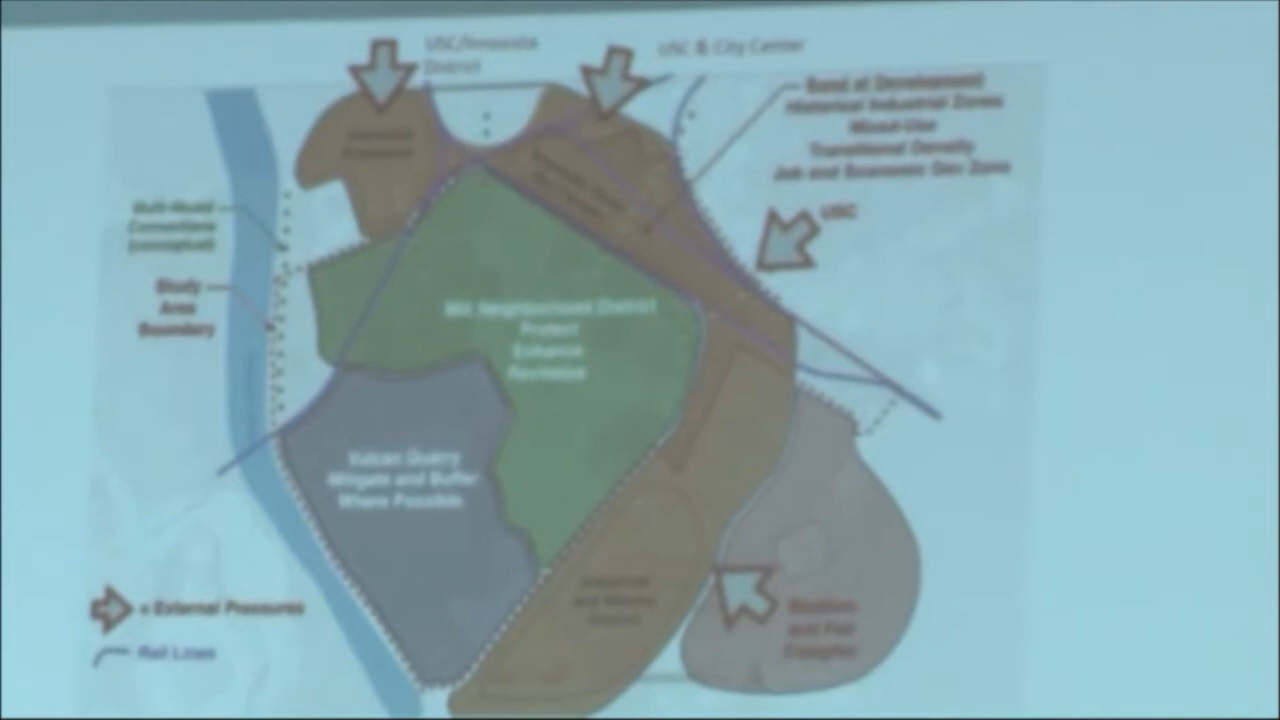 USC/Innovista
District
USC & City Center
Band of Development
Historical Industrial Zones
Mixed-Use
Transitional Density
Job and Economic Dev Zone
USC
Multi-Modal
Connections
(conceptual)
Study
Area
Boundary
Mill Neighborhood District
Protect
Enhance
Revitalize
Vulcan Quarry
Mitigate and Buffer
Where Possible
= External Pressures
Rail Lines
Stadium
and Fair
Complex